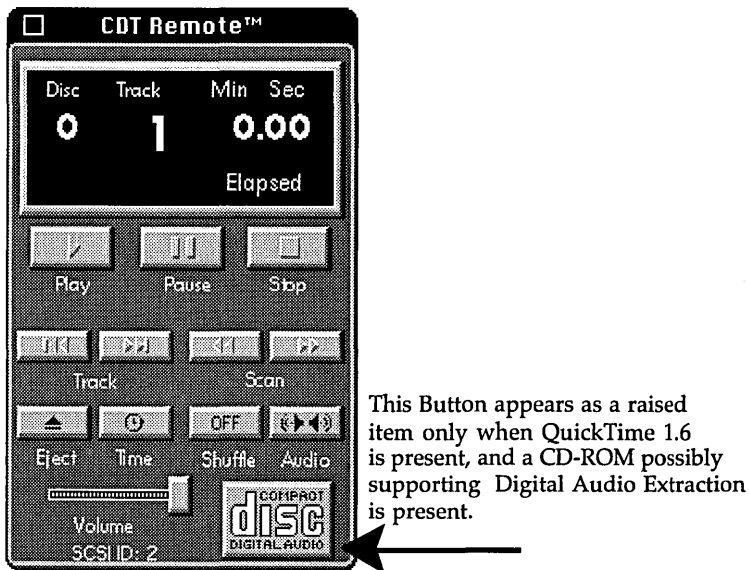 CDT Remote™
Disc Track Min Sec
0 1 0.00
Elapsed
Play Pause Stop
Track Scan
OFF
Eject Time Shuffle Audio
Volume
SCSI ID: 2
COMPACT
disc
DIGITAL AUDIO
This Button appears as a raised
item only when QuickTime 1.6
is present, and a CD-ROM possibly
supporting Digital Audio Extraction
is present.